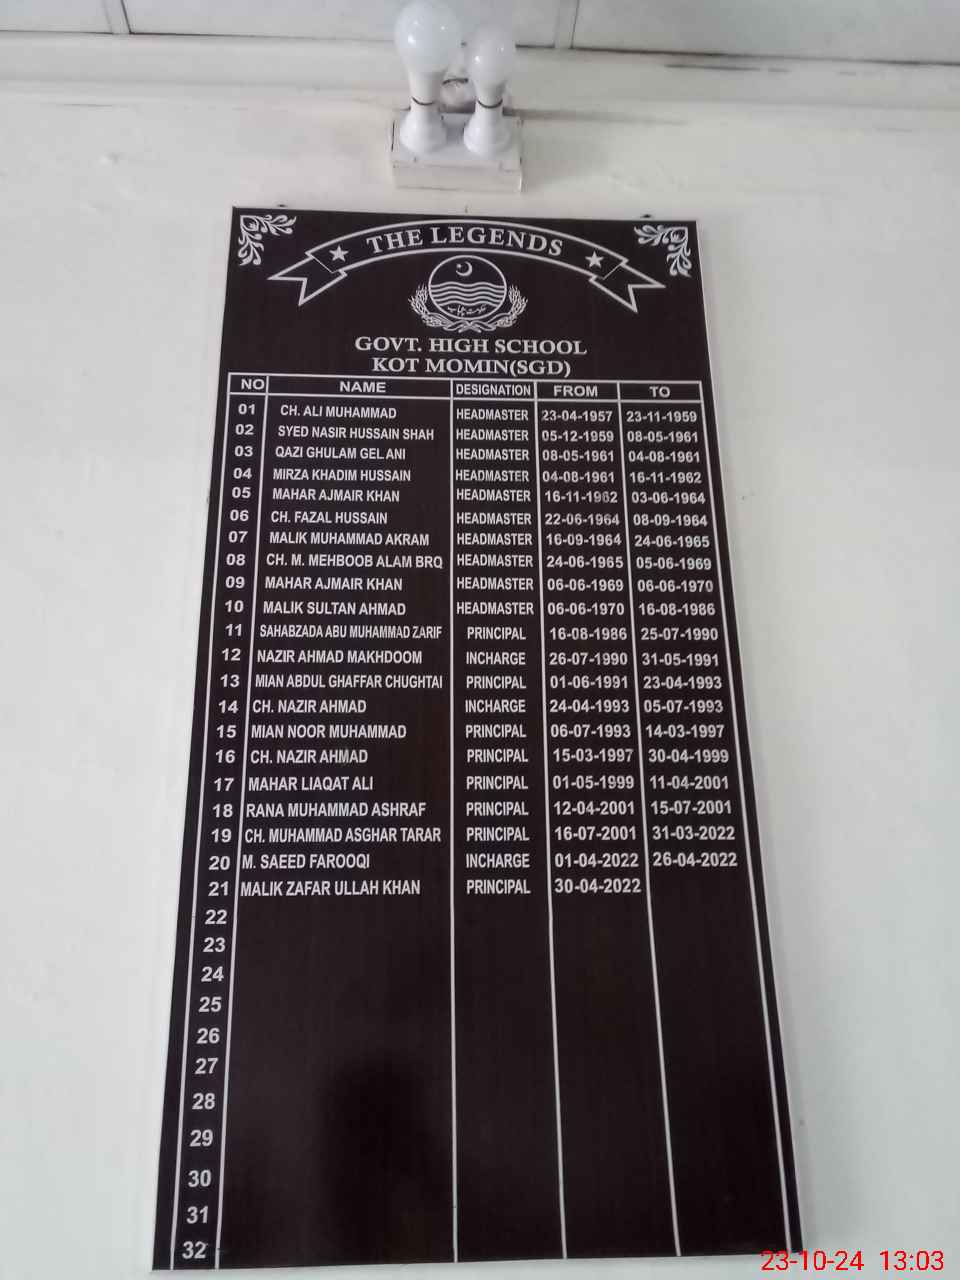 THE LEGENDS
حکومت پنجاب
GOVT. HIGH SCHOOL
KOT MOMIN(SGD)
NO NAME DESIGNATION FROM TO
01 CH. ALI MUHAMMAD HEADMASTER 23-04-1957 23-11-1959
02 SYED NASIR HUSSAIN SHAH HEADMASTER 05-12-1959 08-05-1961
03 QAZI GHULAM GELANI HEADMASTER 08-05-1961 04-08-1961
04 MIRZA KHADIM HUSSAIN HEADMASTER 04-08-1961 16-11-1962
05 MAHAR AJMAIR KHAN HEADMASTER 16-11-1962 03-06-1964
06 CH. FAZAL HUSSAIN HEADMASTER 22-06-1964 08-09-1964
07 MALIK MUHAMMAD AKRAM HEADMASTER 16-09-1964 24-06-1965
08 CH. M. MEHBOOB ALAM BRQ HEADMASTER 24-06-1965 05-06-1969
09 MAHAR AJMAIR KHAN HEADMASTER 06-06-1969 06-06-1970
10 MALIK SULTAN AHMAD HEADMASTER 06-06-1970 16-08-1986
11 SAHABZADA ABU MUHAMMAD ZARIF PRINCIPAL 16-08-1986 25-07-1990
12 NAZIR AHMAD MAKHDOOM INCHARGE 26-07-1990 31-05-1991
13 MIAN ABDUL GHAFFAR CHUGHTAI PRINCIPAL 01-06-1991 23-04-1993
14 CH. NAZIR AHMAD INCHARGE 24-04-1993 05-07-1993
15 MIAN NOOR MUHAMMAD PRINCIPAL 06-07-1993 14-03-1997
16 CH. NAZIR AHMAD PRINCIPAL 15-03-1997 30-04-1999
17 MAHAR LIAQAT ALI PRINCIPAL 01-05-1999 11-04-2001
18 RANA MUHAMMAD ASHRAF PRINCIPAL 12-04-2001 15-07-2001
19 CH. MUHAMMAD ASGHAR TARAR PRINCIPAL 16-07-2001 31-03-2022
20 M. SAEED FAROOQI INCHARGE 01-04-2022 26-04-2022
21 MALIK ZAFAR ULLAH KHAN PRINCIPAL 30-04-2022
22
23
24
25
26
27
28
29
30
31
32
23-10-24 13:03